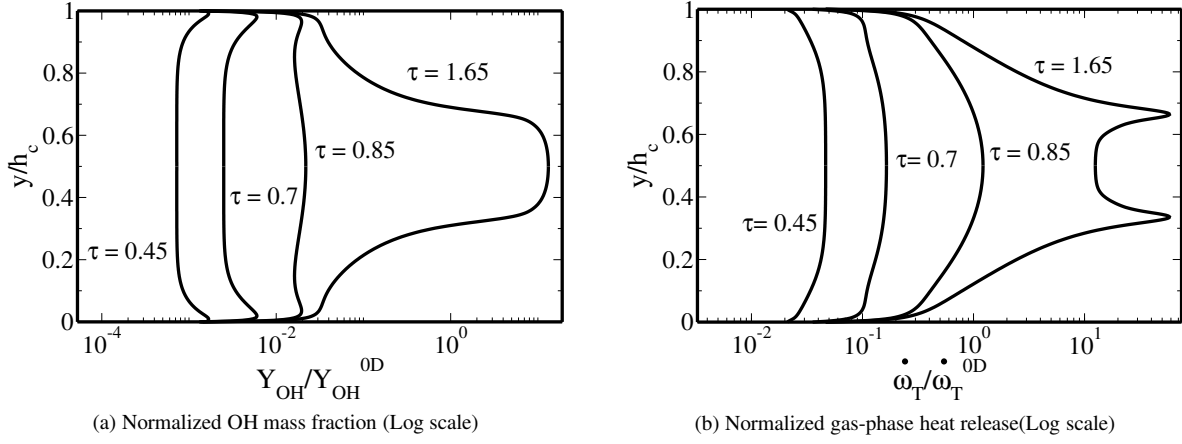 1
0.8
0.6
0.4
0.2
0
y/h_c
τ = 1.65
τ = 0.85
τ = 0.7
τ = 0.45
10^-4
10^-2
10^0
Y_OH/Y_OH^0D
(a) Normalized OH mass fraction (Log scale)
1
0.8
0.6
0.4
0.2
0
y/h_c
τ = 1.65
τ = 0.85
τ= 0.7
τ = 0.45
10^-2
10^-1
10^0
10^1
ω̇_T/ω̇_T^0D
(b) Normalized gas-phase heat release(Log scale)